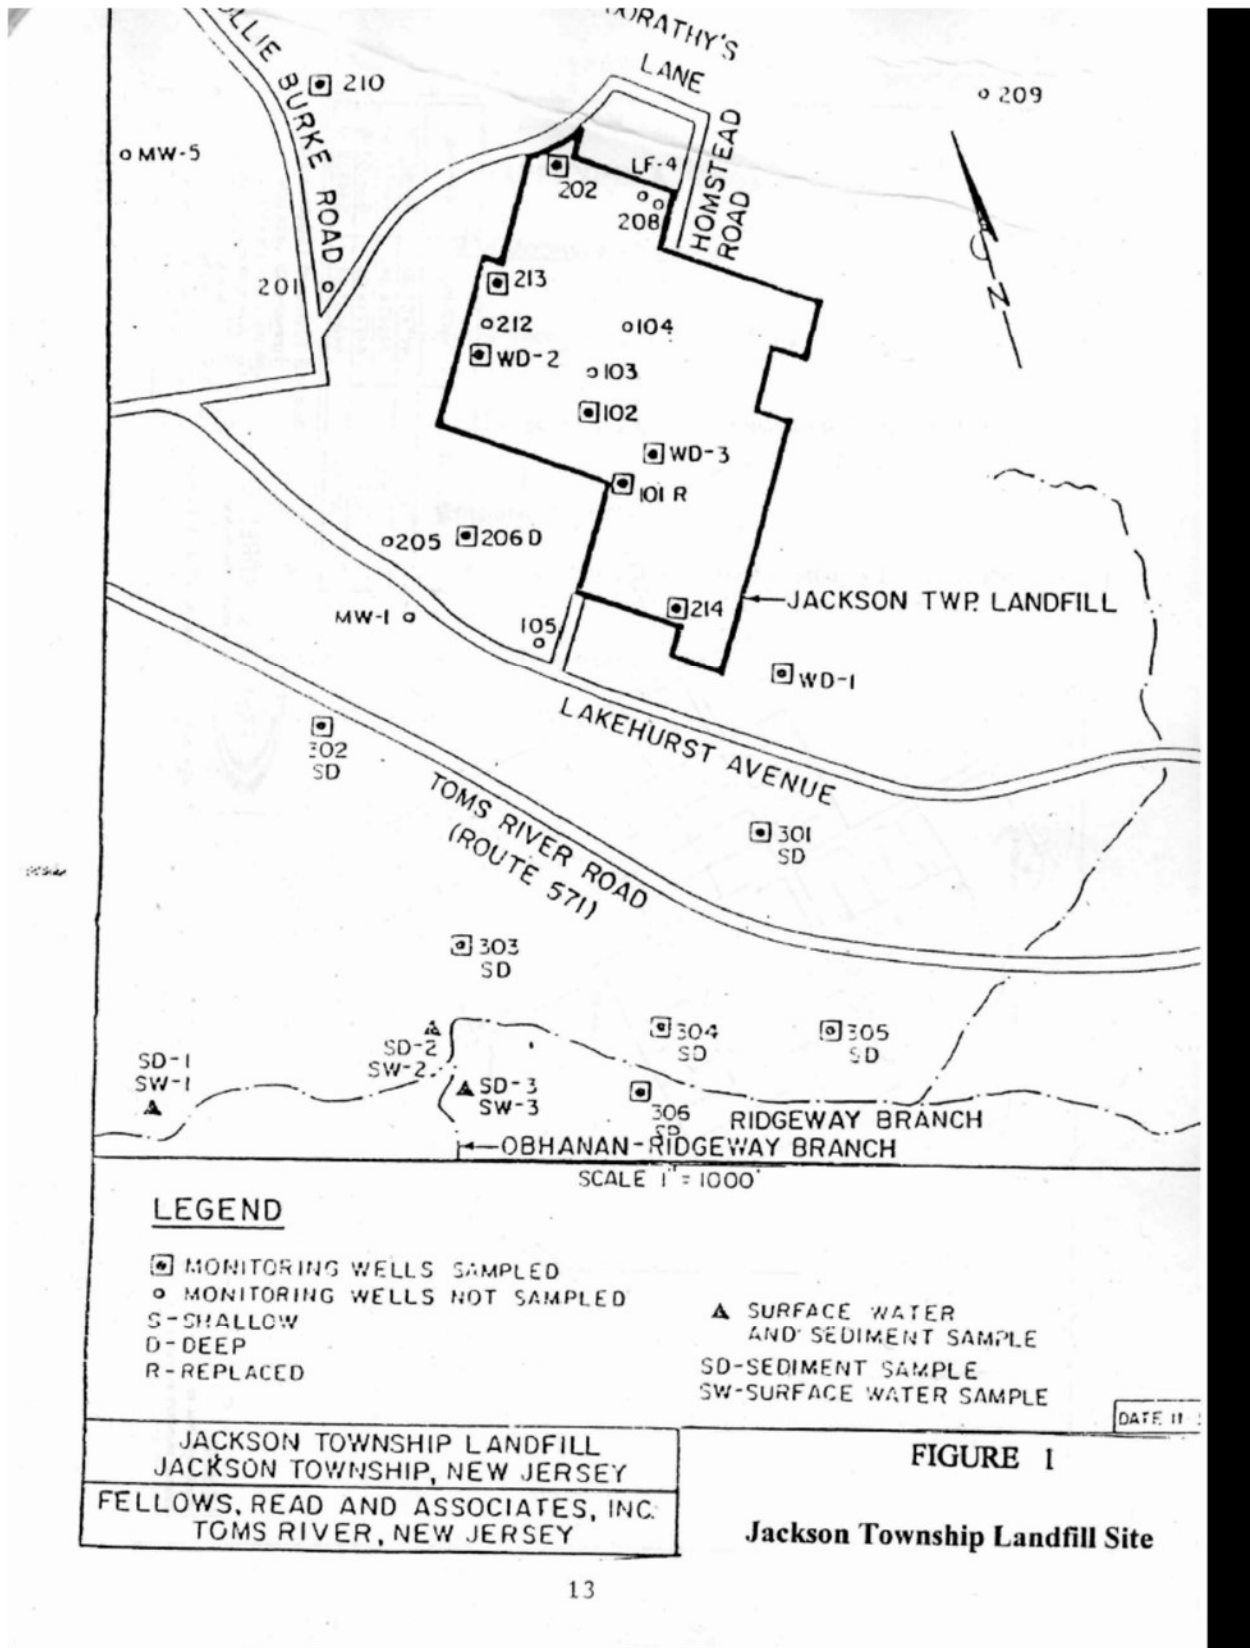 LANE
210
209
MW-5
BURKE ROAD
LF-4
202
208
HOMSTEAD
ROAD
201
213
N
212
104
WD-2
103
102
WD-3
101 R
205
206 D
JACKSON TWP. LANDFILL
214
MW-1
105
WD-1
LAKEHURST AVENUE
302
SD
TOMS RIVER ROAD
(ROUTE 571)
301
SD
303
SD
304
SD
305
SD
SD-1
SW-1
SD-2
SW-2
SD-3
SW-3
306
SD
RIDGEWAY BRANCH
OBHANAN-RIDGEWAY BRANCH
SCALE 1" = 1000'
LEGEND
MONITORING WELLS SAMPLED
MONITORING WELLS NOT SAMPLED
S-SHALLOW
D-DEEP
R-REPLACED
SURFACE WATER
AND SEDIMENT SAMPLE
SD-SEDIMENT SAMPLE
SW-SURFACE WATER SAMPLE
DATE 11-
JACKSON TOWNSHIP LANDFILL
JACKSON TOWNSHIP, NEW JERSEY
FELLOWS, READ AND ASSOCIATES, INC.
TOMS RIVER, NEW JERSEY
FIGURE 1
Jackson Township Landfill Site
13